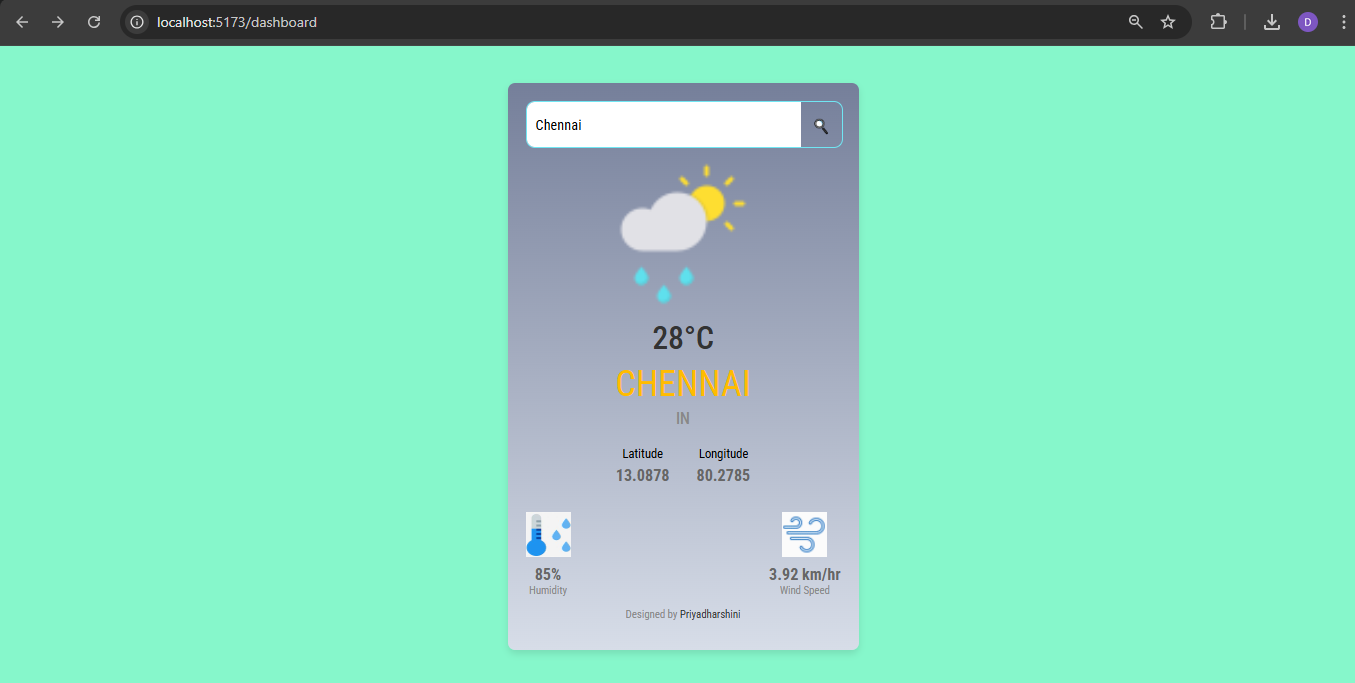 localhost:5173/dashboard
D
Chennai
28°C
CHENNAI
IN
Latitude Longitude
13.0878 80.2785
85% 3.92 km/hr
Humidity Wind Speed
Designed by Priyadharshini